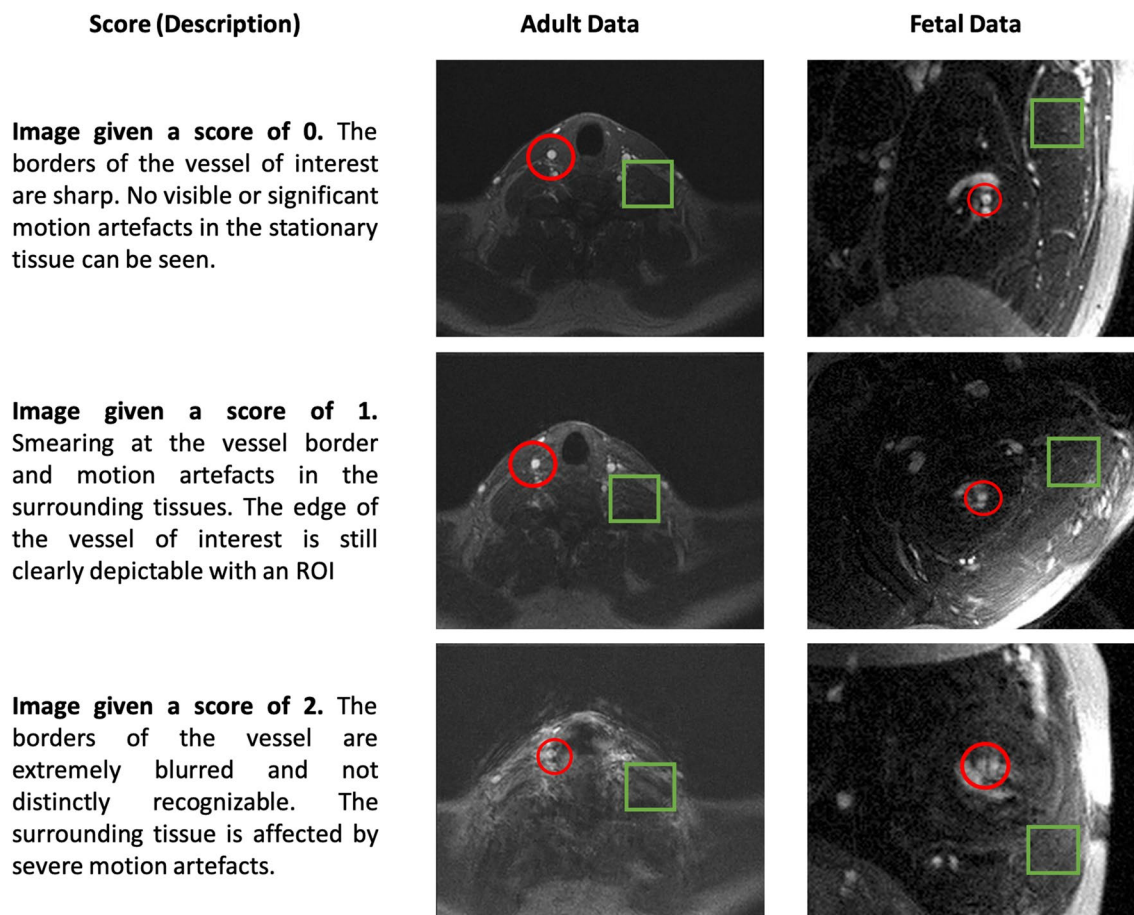 Score (Description)
Adult Data
Fetal Data
Image given a score of 0. The
borders of the vessel of interest
are sharp. No visible or significant
motion artefacts in the stationary
tissue can be seen.
Image given a score of 1.
Smearing at the vessel border
and motion artefacts in the
surrounding tissues. The edge of
the vessel of interest is still
clearly depictable with an ROI
Image given a score of 2. The
borders of the vessel are
extremely blurred and not
distinctly recognizable. The
surrounding tissue is affected by
severe motion artefacts.